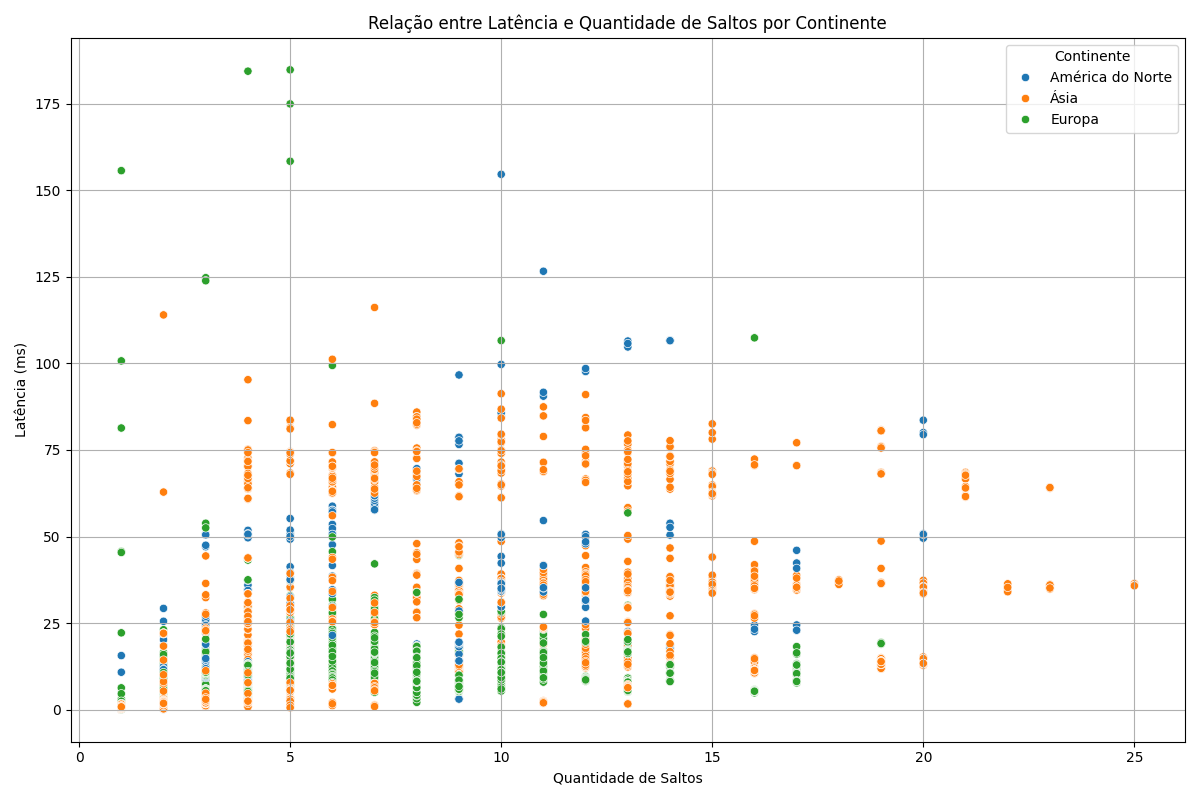 Relação entre Latência e Quantidade de Saltos por Continente
Continente
América do Norte
Ásia
Europa
Latência (ms)
175
150
125
100
75
50
25
0
0 5 10 15 20 25
Quantidade de Saltos